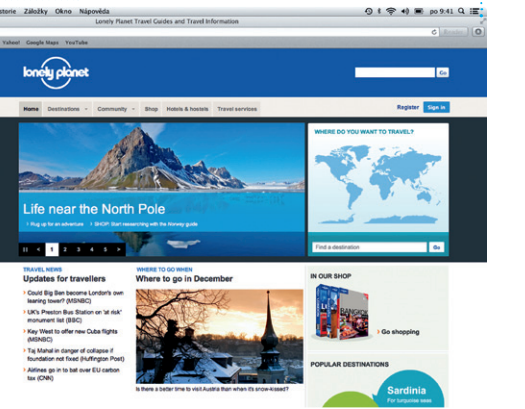 storie Záložky Okno Nápověda po 9:41
Lonely Planet Travel Guides and Travel Information
Reader
Yahoo! Google Maps YouTube
lonely planet
Go
Home Destinations Community Shop Hotels & hostels Travel services Register Sign in
WHERE DO YOU WANT TO TRAVEL?
Life near the North Pole
› Rug up for an adventure › SHOP: Start researching with the Norway guide
1 2 3 4 5
Find a destination Go
TRAVEL NEWS
Updates for travellers
› Could Big Ben become London's own
leaning tower? (MSNBC)
› UK's Preston Bus Station on 'at risk'
monument list (BBC)
› Key West to offer new Cuba flights
(MSNBC)
› Taj Mahal in danger of collapse if
foundation not fixed (Huffington Post)
› Airlines go in to bat over EU carbon
tax (CNN)
WHERE TO GO WHEN
Where to go in December
Is there a better time to visit Austria than when it's snow-kissed?
IN OUR SHOP
BANGKOK
› Go shopping
POPULAR DESTINATIONS
Sardinia
For turquoise seas